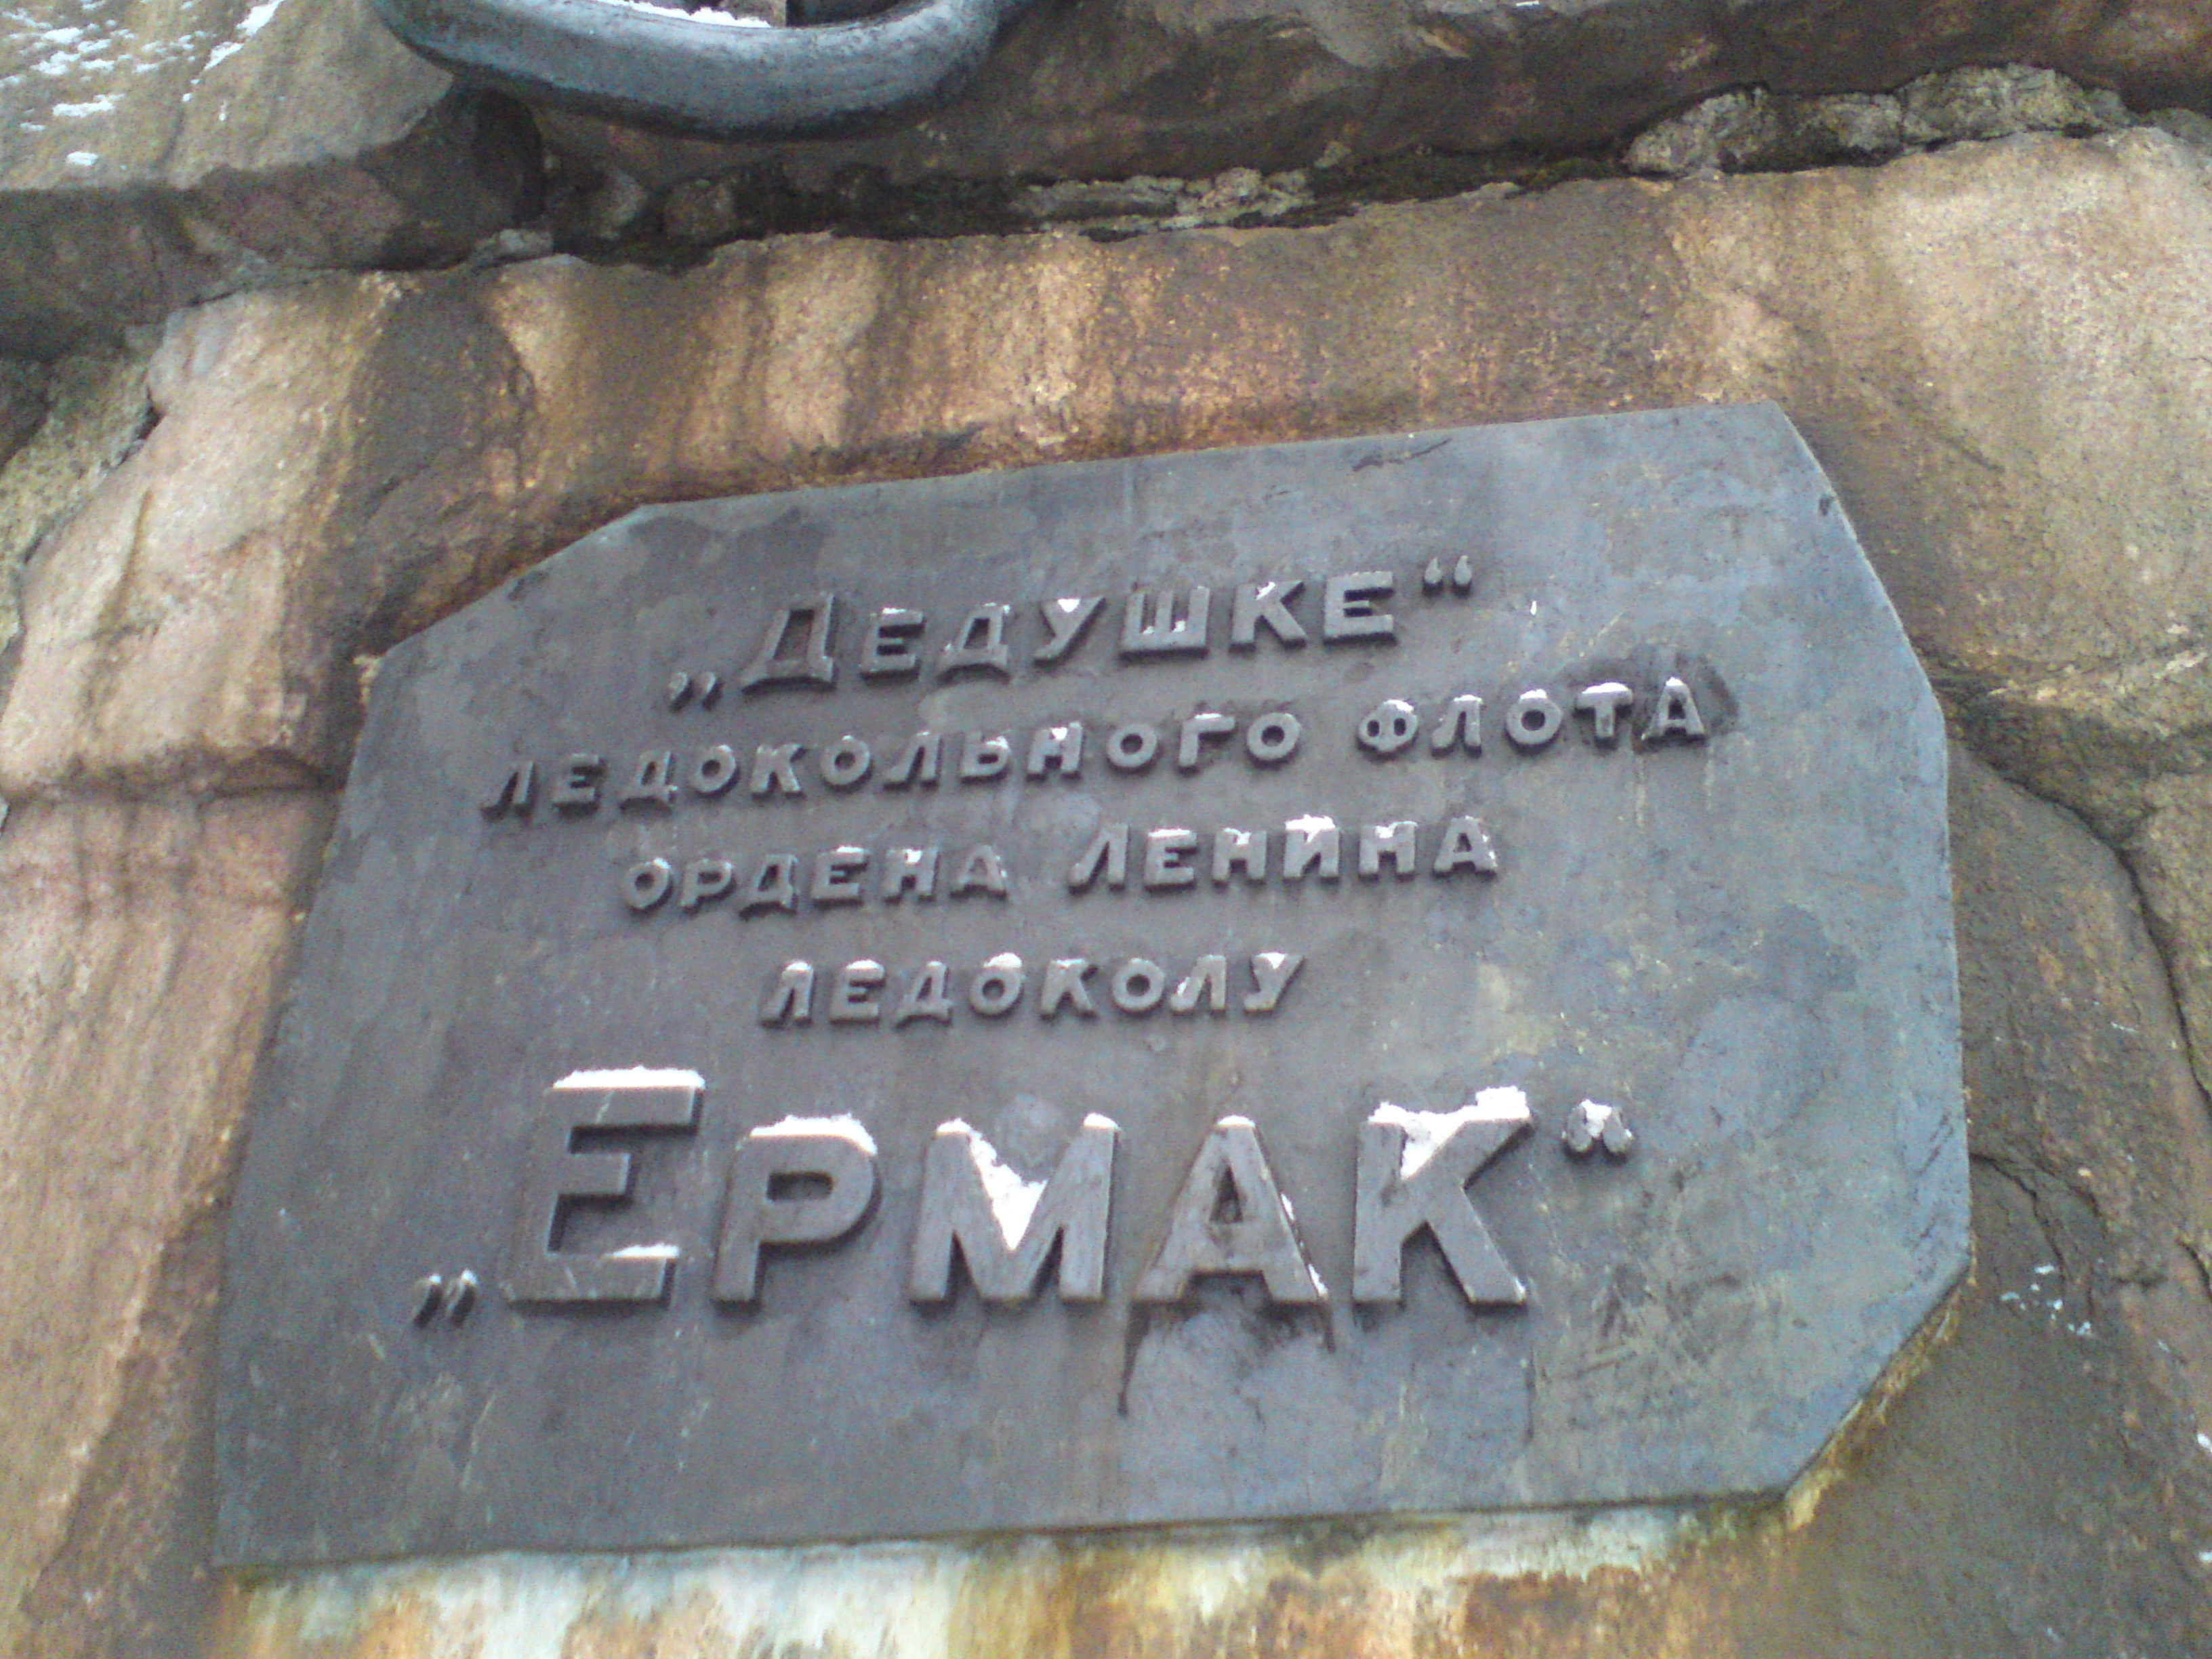 „Дедушке“
ледокольного флота
ордена Ленина
ледоколу
„Ермак“